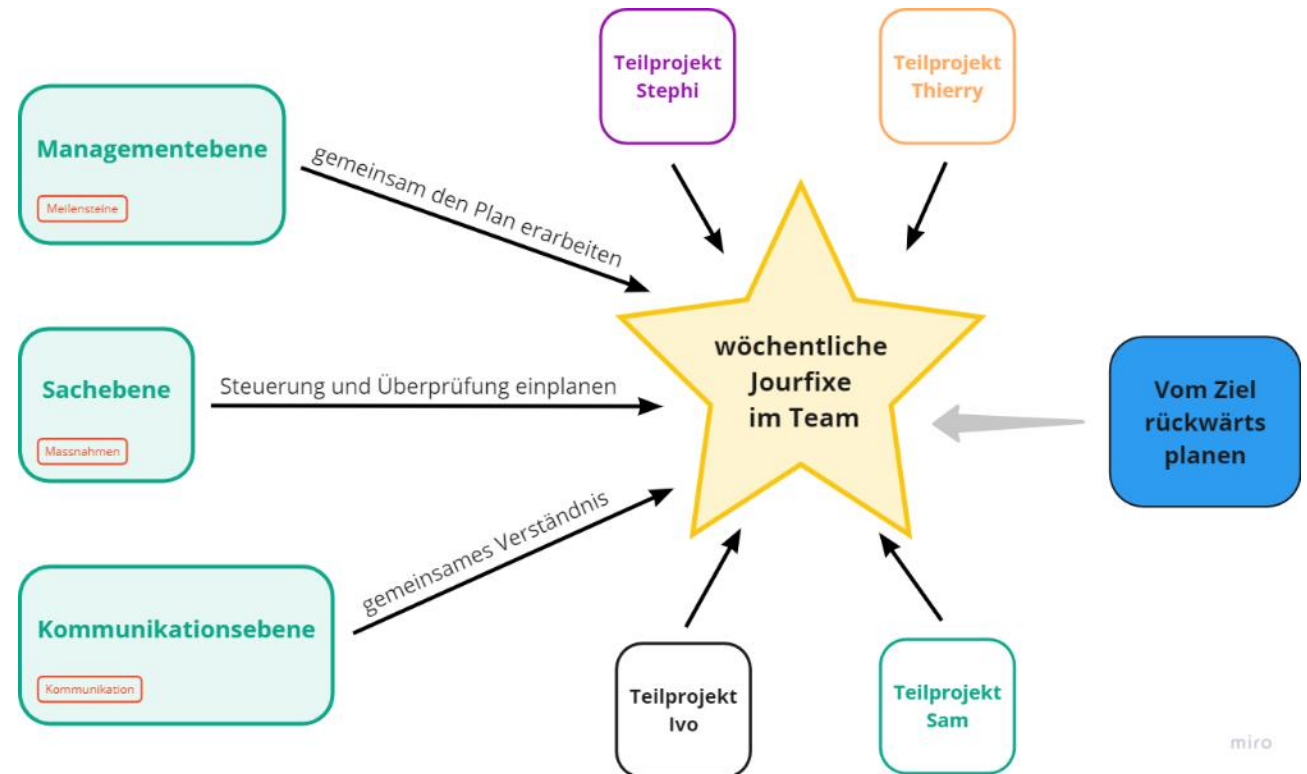 Managementebene
Meilensteine
gemeinsam den Plan erarbeiten
Sachebene
Massnahmen
Steuerung und Überprüfung einplanen
Kommunikationsebene
Kommunikation
gemeinsames Verständnis
Teilprojekt
Stephi
Teilprojekt
Thierry
wöchentliche
Jourfixe
im Team
Vom Ziel
rückwärts
planen
Teilprojekt
Ivo
Teilprojekt
Sam
miro